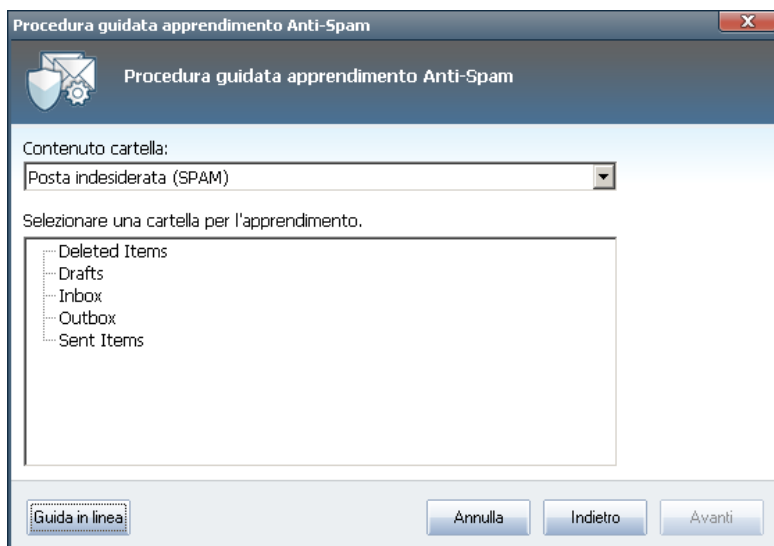 Procedura guidata apprendimento Anti-Spam
Procedura guidata apprendimento Anti-Spam
Contenuto cartella:
Posta indesiderata (SPAM)
Selezionare una cartella per l'apprendimento.
Deleted Items
Drafts
Inbox
Outbox
Sent Items
Guida in linea
Annulla
Indietro
Avanti